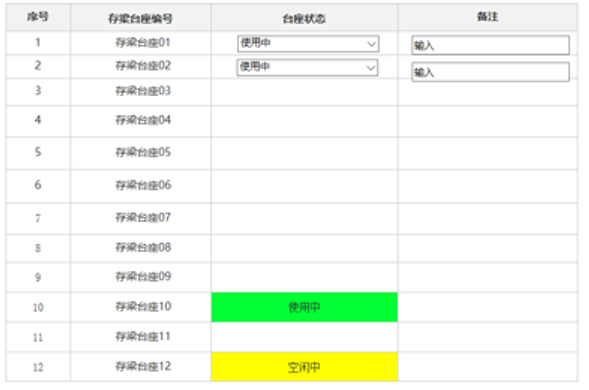 序号 存梁台座编号 台座状态 备注
1 存梁台座01 使用中 输入
2 存梁台座02 使用中 输入
3 存梁台座03
4 存梁台座04
5 存梁台座05
6 存梁台座06
7 存梁台座07
8 存梁台座08
9 存梁台座09
10 存梁台座10 使用中
11 存梁台座11
12 存梁台座12 空闲中